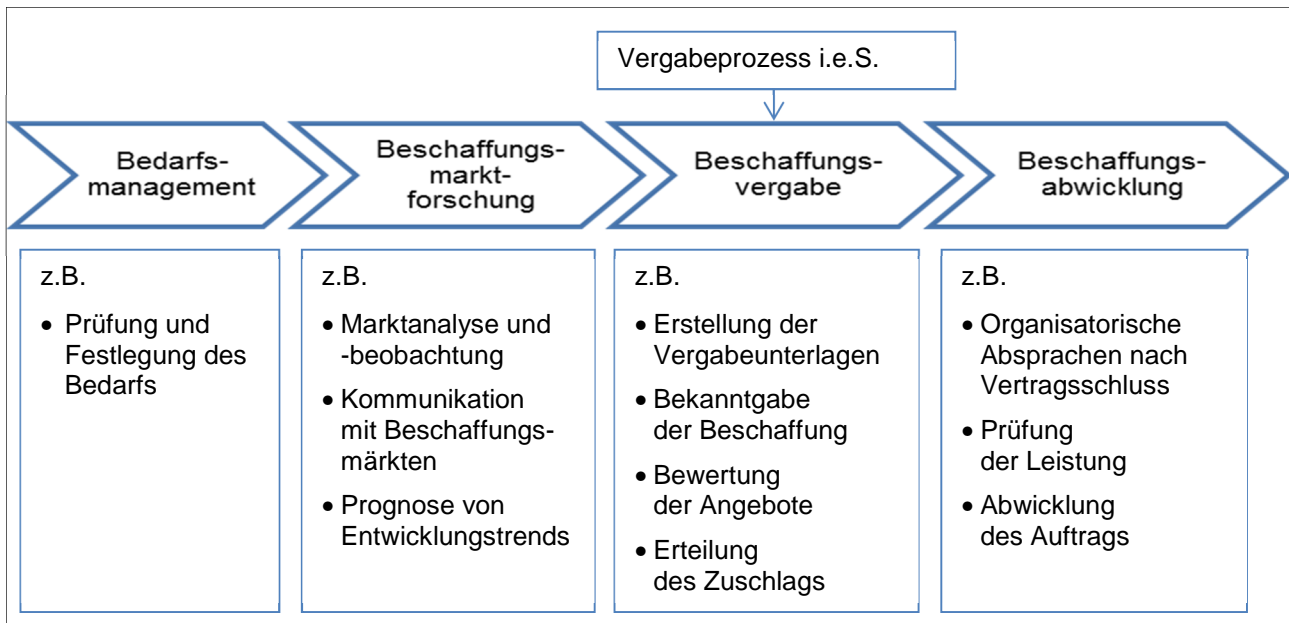 Vergabeprozess i.e.S.
Bedarfs-
management
Beschaffungs-
markt-
forschung
Beschaffungs-
vergabe
Beschaffungs-
abwicklung
z.B.
• Prüfung und
Festlegung des
Bedarfs
z.B.
• Marktanalyse und
-beobachtung
• Kommunikation
mit Beschaffungs-
märkten
• Prognose von
Entwicklungstrends
z.B.
• Erstellung der
Vergabeunterlagen
• Bekanntgabe
der Beschaffung
• Bewertung
der Angebote
• Erteilung
des Zuschlags
z.B.
• Organisatorische
Absprachen nach
Vertragsschluss
• Prüfung
der Leistung
• Abwicklung
des Auftrags